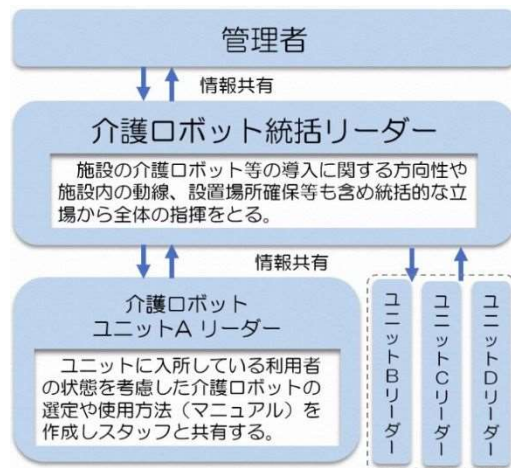 管理者
情報共有
介護ロボット統括リーダー
施設の介護ロボット等の導入に関する方向性や
施設内の動線、設置場所確保等も含め統括的な立
場から全体の指揮をとる。
情報共有
介護ロボット
ユニットA リーダー
ユニットに入所している利用者
の状態を考慮した介護ロボットの
選定や使用方法（マニュアル）を
作成しスタッフと共有する。
ユニットBリーダー
ユニットCリーダー
ユニットDリーダー